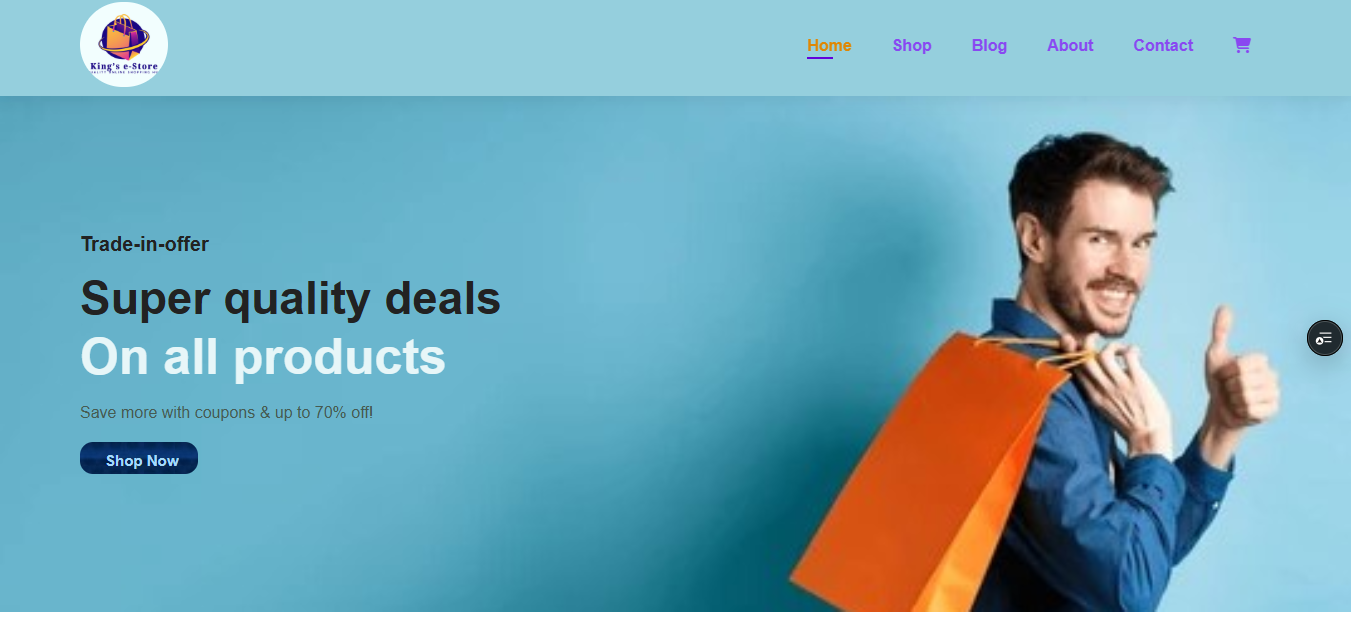 King's e-Store
Home
Shop
Blog
About
Contact
Trade-in-offer
Super quality deals
On all products
Save more with coupons & up to 70% off!
Shop Now